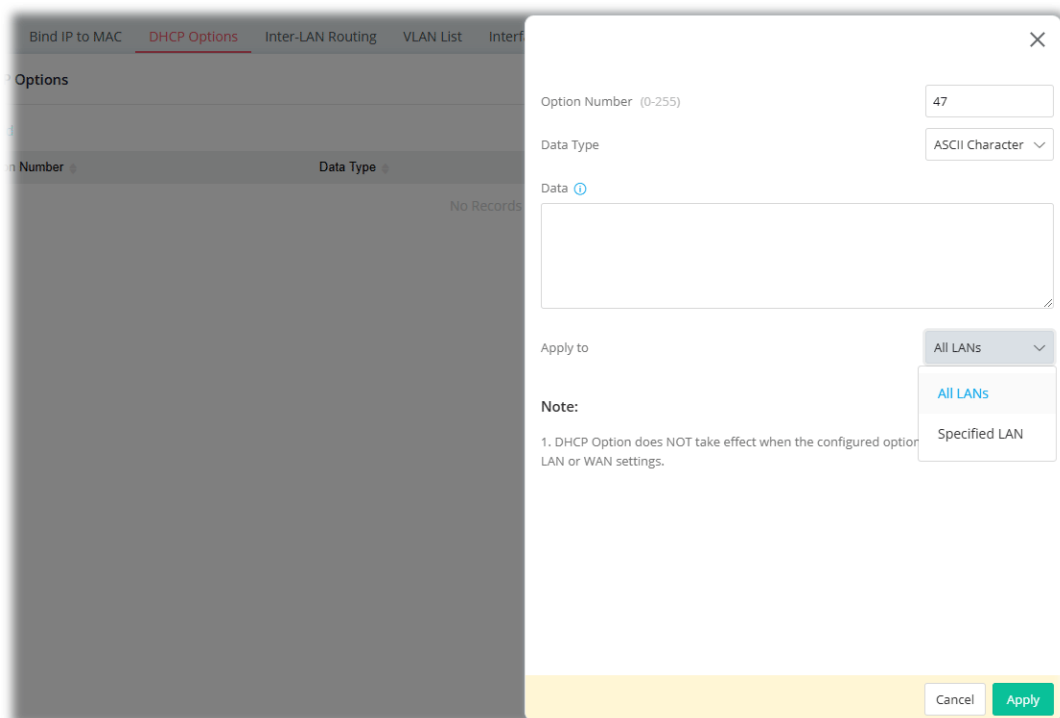 Bind IP to MAC DHCP Options Inter-LAN Routing VLAN List
Options
Number Data Type
No Records
Option Number (0-255) 47
Data Type ASCII Character
Data
Apply to All LANs
All LANs
Specified LAN
Note:
1. DHCP Option does NOT take effect when the configured
LAN or WAN settings.
Cancel Apply